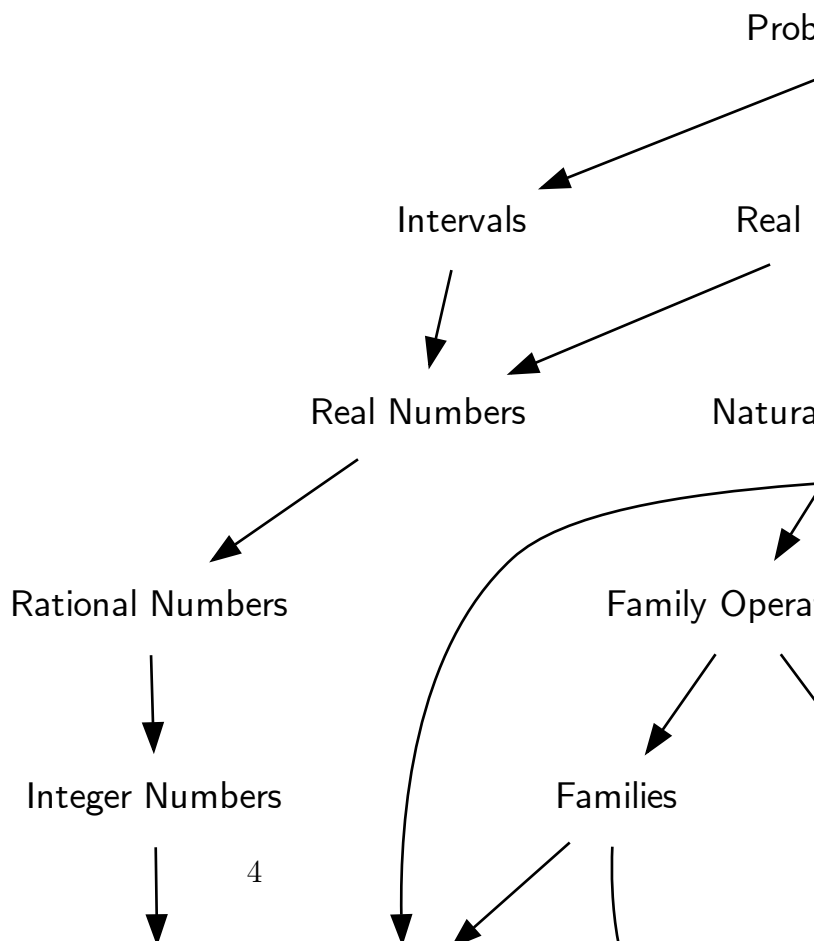 Prob
Intervals
Real
Real Numbers
Natura
Rational Numbers
Family Opera
Integer Numbers
Families
4